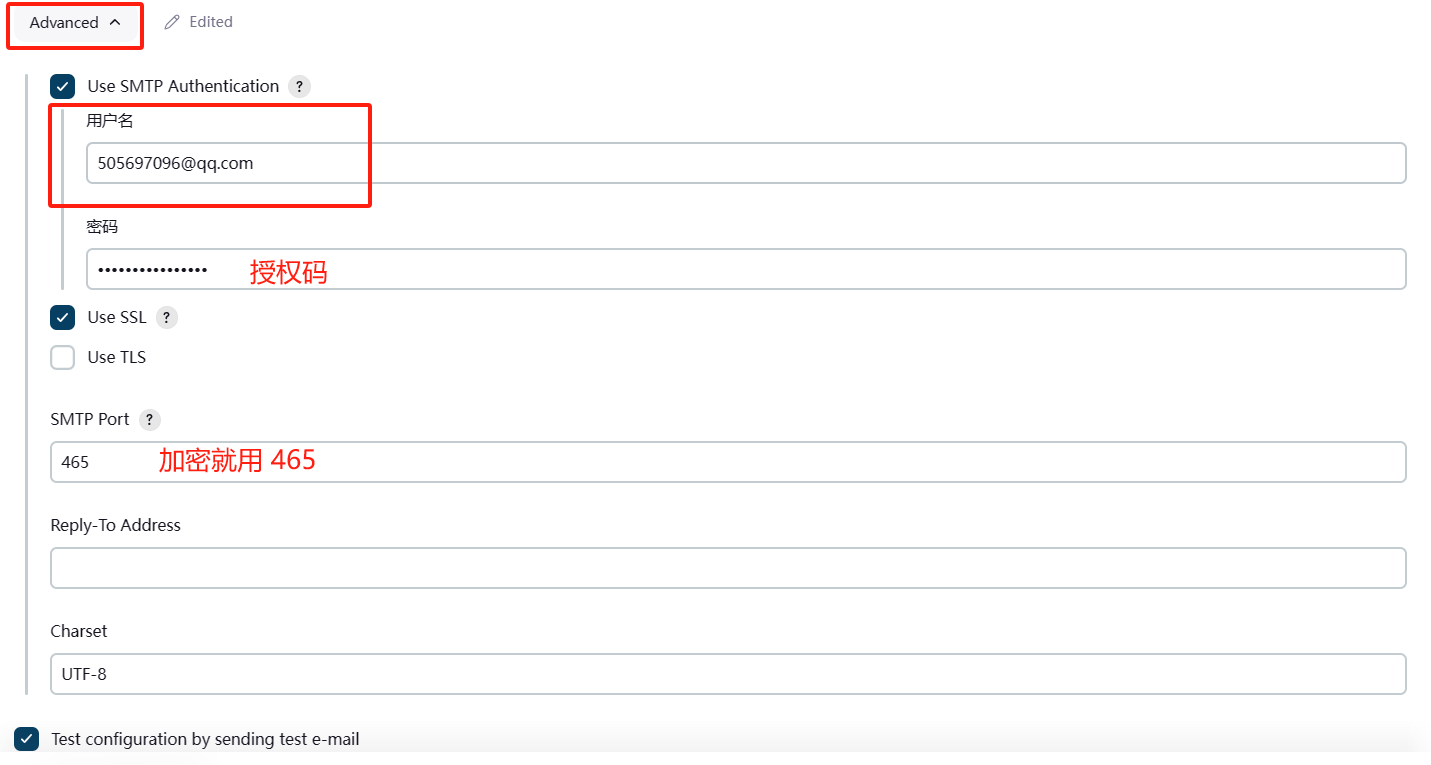 Advanced Edited
Use SMTP Authentication ?
用户名
505697096@qq.com
密码
•••••••••••••••• 授权码
Use SSL ?
Use TLS
SMTP Port ?
465 加密就用 465
Reply-To Address
Charset
UTF-8
Test configuration by sending test e-mail